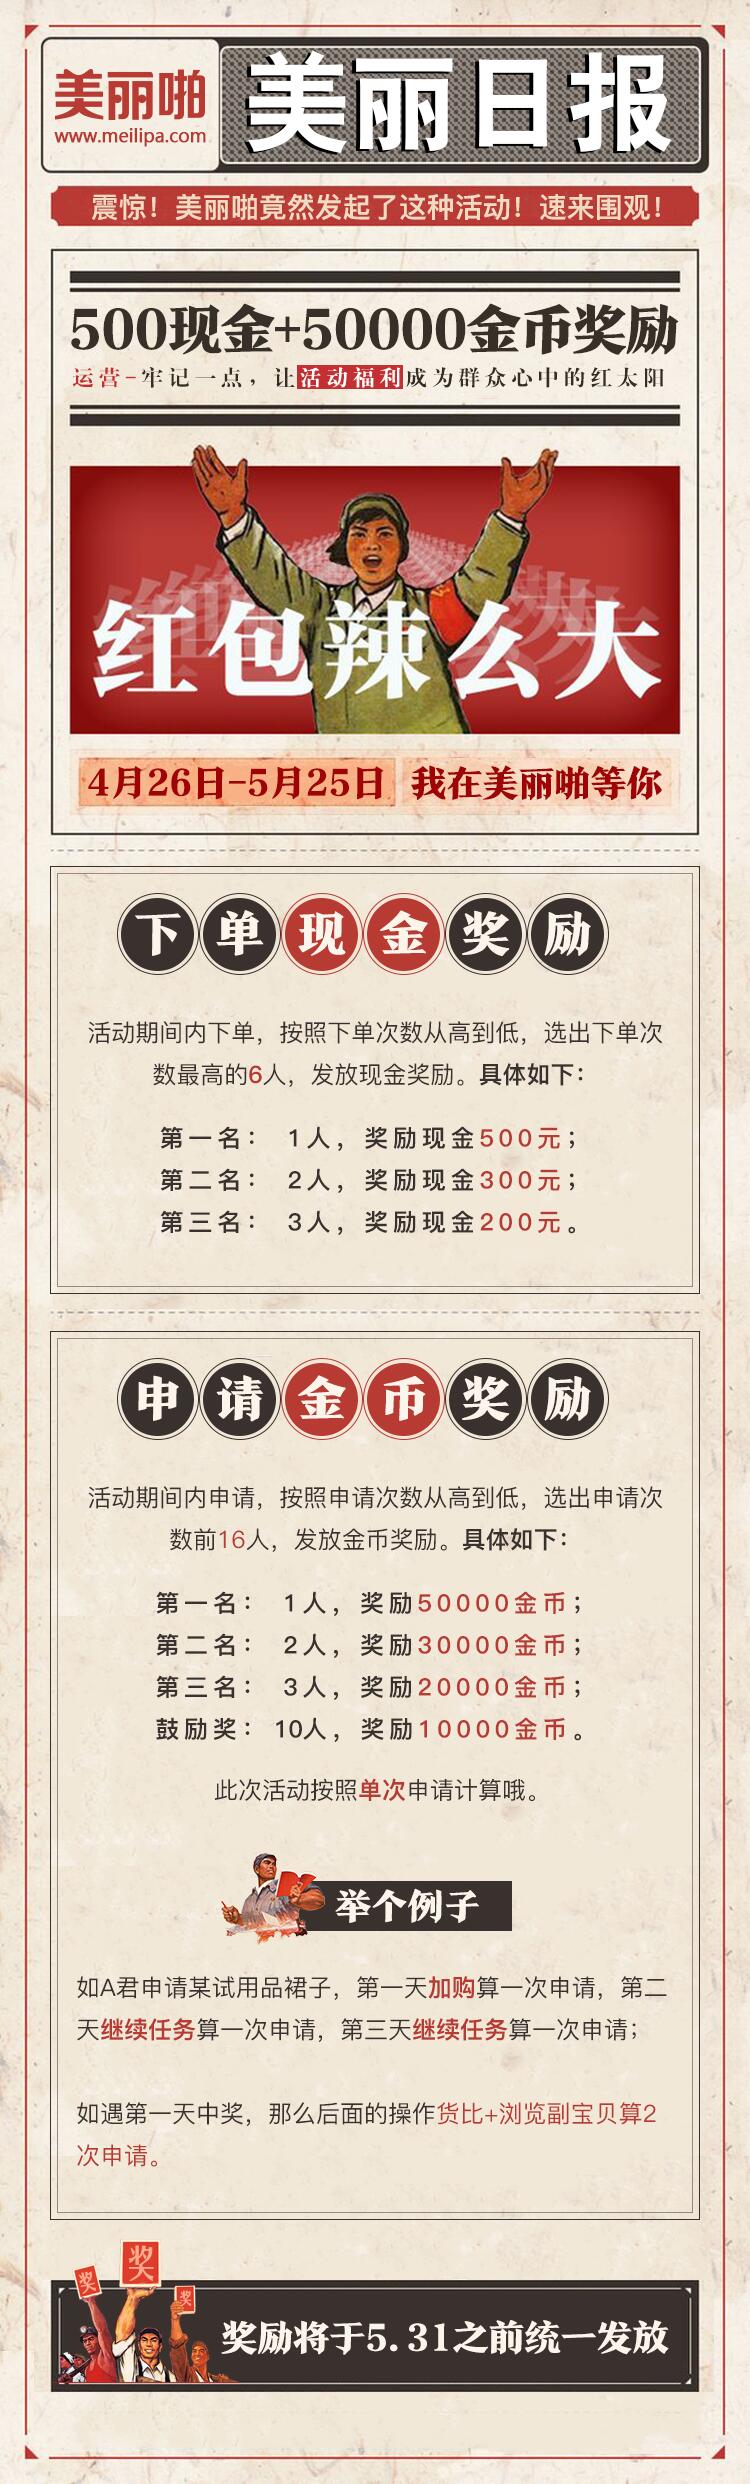 美丽啪
www.meilipa.com
美丽日报
震惊！美丽啪竟然发起了这种活动！速来围观！
500现金+50000金币奖励
运营-牢记一点，让活动福利成为群众心中的红太阳
红包辣么大
4月26日-5月25日 我在美丽啪等你
下单现金奖励
活动期间内下单，按照下单次数从高到低，选出下单次
数最高的6人，发放现金奖励。具体如下：
第一名： 1人，奖励现金500元；
第二名： 2人，奖励现金300元；
第三名： 3人，奖励现金200元。
申请金币奖励
活动期间内申请，按照申请次数从高到低，选出申请次
数前16人，发放金币奖励。具体如下：
第一名： 1人，奖励50000金币；
第二名： 2人，奖励30000金币；
第三名： 3人，奖励20000金币；
鼓励奖： 10人，奖励10000金币。
此次活动按照单次申请计算哦。
举个例子
如A君申请某试用品裙子，第一天加购算一次申请，第二
天继续任务算一次申请，第三天继续任务算一次申请；
如遇第一天中奖，那么后面的操作货比+浏览副宝贝算2
次申请。
奖
奖
奖
奖励将于5.31之前统一发放